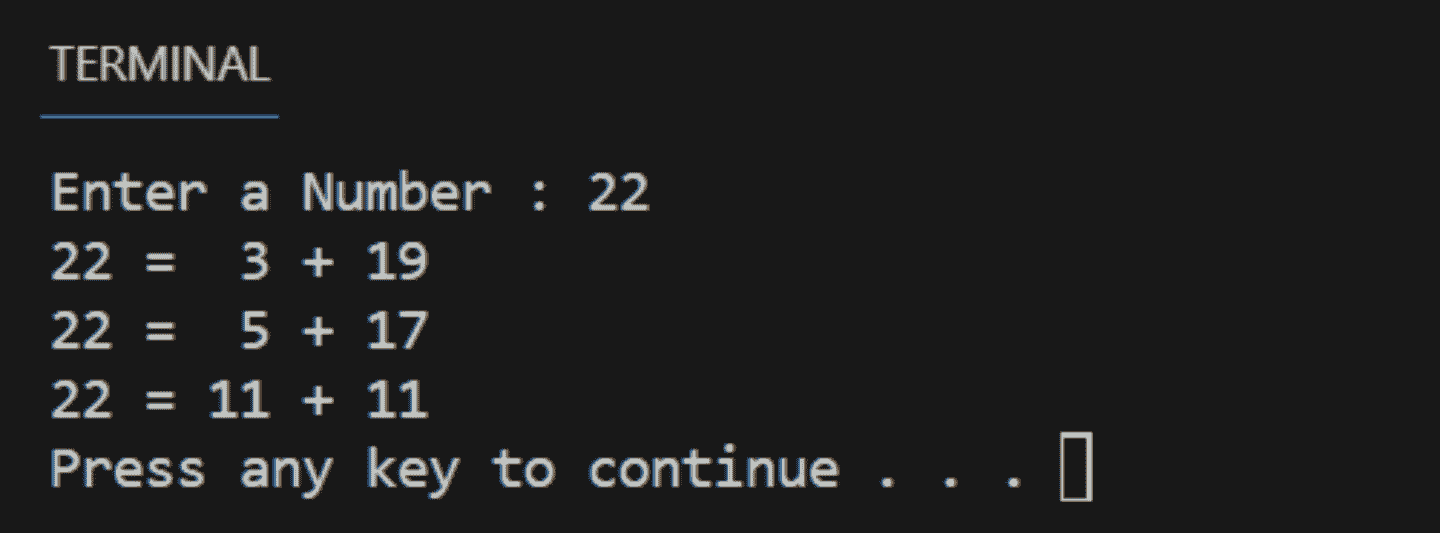 TERMINAL
Enter a Number : 22
22 =  3 + 19
22 =  5 + 17
22 = 11 + 11
Press any key to continue . . .